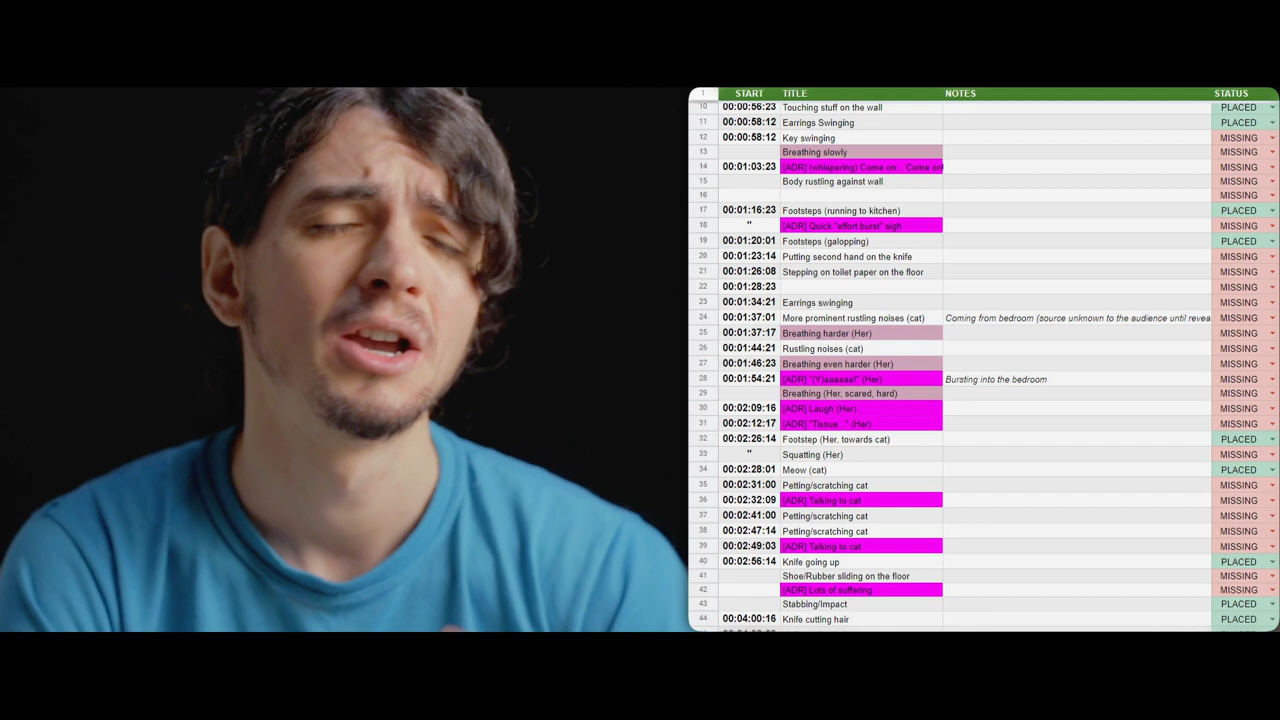 1 START TITLE NOTES STATUS
10 00:00:56:23 Touching stuff on the wall PLACED
11 00:00:58:12 Earrings Swinging PLACED
12 00:00:58:12 Key swinging MISSING
13 Breathing slowly MISSING
14 00:01:03:23 [ADR] (whispering) Come on... Come on! MISSING
15 Body rustling against wall MISSING
16 MISSING
17 00:01:16:23 Footsteps (running to kitchen) PLACED
18 " [ADR] Quick "effort burst" sigh MISSING
19 00:01:20:01 Footsteps (galopping) PLACED
20 00:01:23:14 Putting second hand on the knife MISSING
21 00:01:26:08 Stepping on toilet paper on the floor MISSING
22 00:01:28:23 MISSING
23 00:01:34:21 Earrings swinging MISSING
24 00:01:37:01 More prominent rustling noises (cat) Coming from bedroom (source unknown to the audience until revea MISSING
25 00:01:37:17 Breathing harder (Her) MISSING
26 00:01:44:21 Rustling noises (cat) MISSING
27 00:01:46:23 Breathing even harder (Her) MISSING
28 00:01:54:21 [ADR] "(Y)aaaaaa!" (Her) Bursting into the bedroom MISSING
29 Breathing (Her, scared, hard) MISSING
30 00:02:09:16 [ADR] Laugh (Her) MISSING
31 00:02:12:17 [ADR] "Tissue..." (Her) MISSING
32 00:02:26:14 Footstep (Her, towards cat) PLACED
33 " Squatting (Her) MISSING
34 00:02:28:01 Meow (cat) PLACED
35 00:02:31:00 Petting/scratching cat MISSING
36 00:02:32:09 [ADR] Talking to cat MISSING
37 00:02:41:00 Petting/scratching cat MISSING
38 00:02:47:14 Petting/scratching cat MISSING
39 00:02:49:03 [ADR] Talking to cat MISSING
40 00:02:56:14 Knife going up PLACED
41 Shoe/Rubber sliding on the floor MISSING
42 [ADR] Lots of suffering MISSING
43 Stabbing/Impact PLACED
44 00:04:00:16 Knife cutting hair PLACED